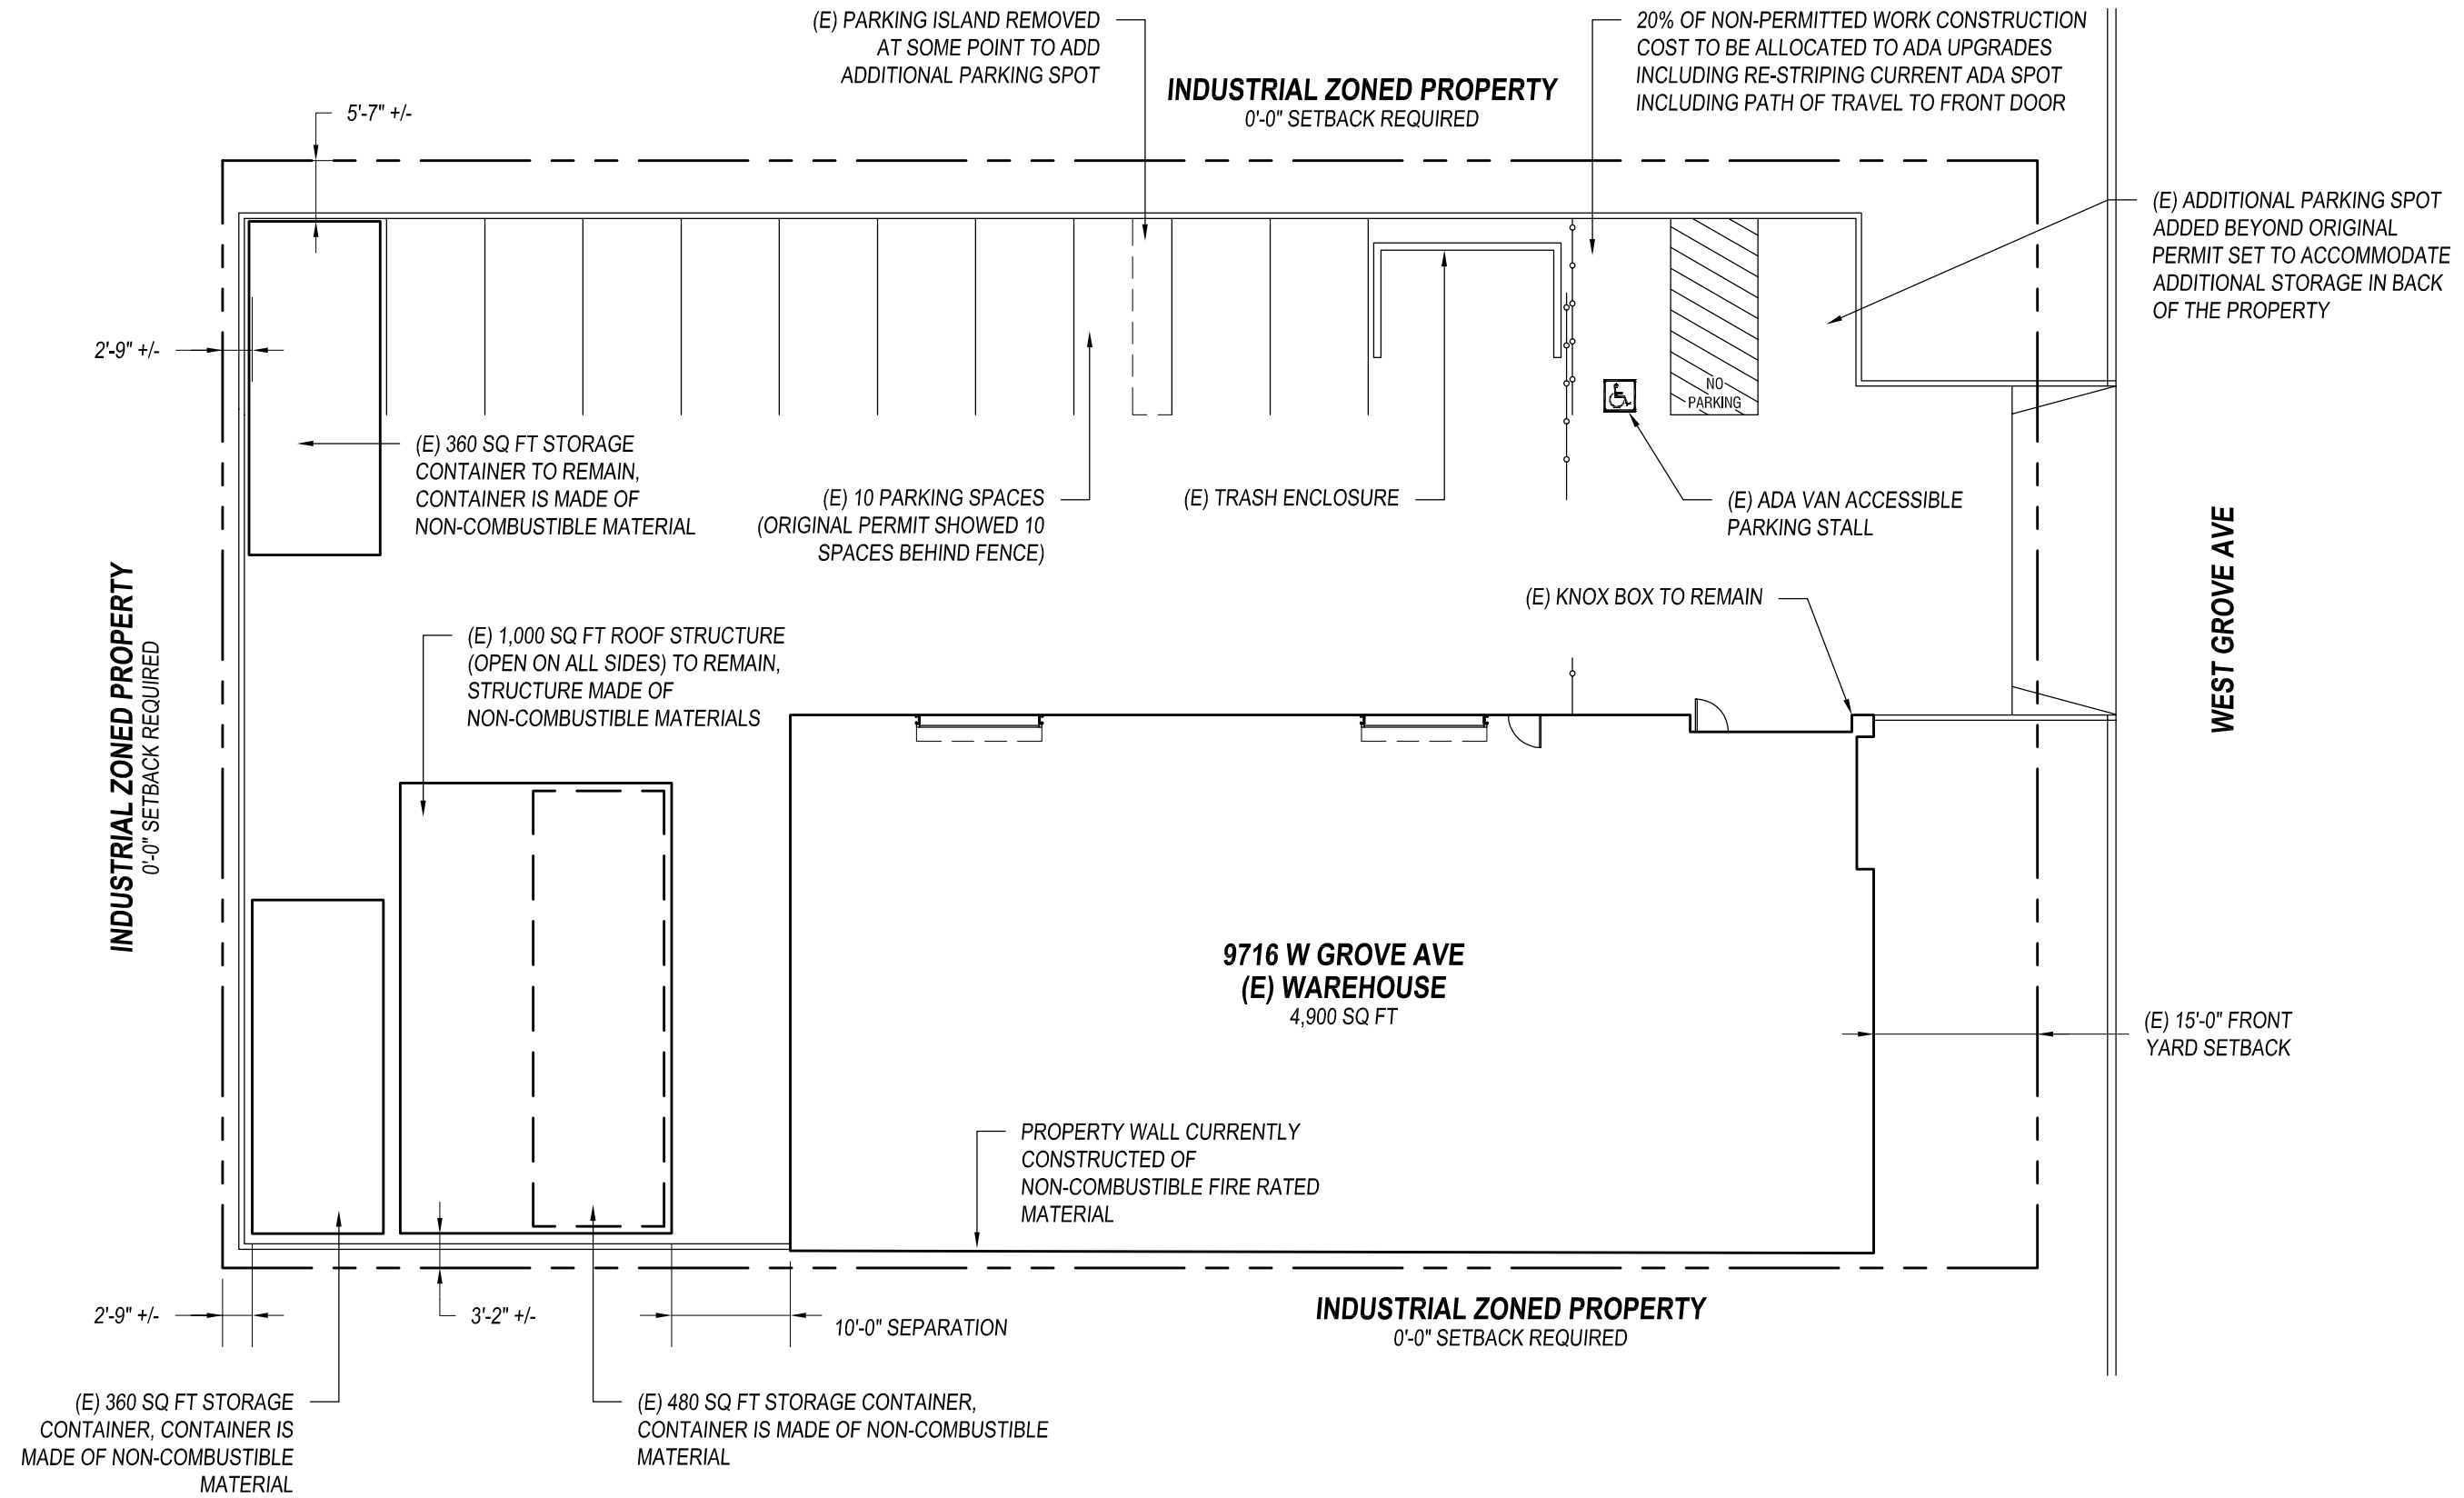 (E) PARKING ISLAND REMOVED
AT SOME POINT TO ADD
ADDITIONAL PARKING SPOT
20% OF NON-PERMITTED WORK CONSTRUCTION
COST TO BE ALLOCATED TO ADA UPGRADES
INCLUDING RE-STRIPING CURRENT ADA SPOT
INCLUDING PATH OF TRAVEL TO FRONT DOOR
INDUSTRIAL ZONED PROPERTY
0'-0" SETBACK REQUIRED
5'-7" +/-
(E) ADDITIONAL PARKING SPOT
ADDED BEYOND ORIGINAL
PERMIT SET TO ACCOMMODATE
ADDITIONAL STORAGE IN BACK
OF THE PROPERTY
2'-9" +/-
NO
PARKING
(E) 360 SQ FT STORAGE
CONTAINER TO REMAIN,
CONTAINER IS MADE OF
NON-COMBUSTIBLE MATERIAL
(E) 10 PARKING SPACES
(ORIGINAL PERMIT SHOWED 10
SPACES BEHIND FENCE)
(E) TRASH ENCLOSURE
(E) ADA VAN ACCESSIBLE
PARKING STALL
WEST GROVE AVE
INDUSTRIAL ZONED PROPERTY
0'-0" SETBACK REQUIRED
(E) KNOX BOX TO REMAIN
(E) 1,000 SQ FT ROOF STRUCTURE
(OPEN ON ALL SIDES) TO REMAIN,
STRUCTURE MADE OF
NON-COMBUSTIBLE MATERIALS
9716 W GROVE AVE
(E) WAREHOUSE
4,900 SQ FT
(E) 15'-0" FRONT
YARD SETBACK
PROPERTY WALL CURRENTLY
CONSTRUCTED OF
NON-COMBUSTIBLE FIRE RATED
MATERIAL
2'-9" +/-
3'-2" +/-
10'-0" SEPARATION
INDUSTRIAL ZONED PROPERTY
0'-0" SETBACK REQUIRED
(E) 360 SQ FT STORAGE
CONTAINER, CONTAINER IS
MADE OF NON-COMBUSTIBLE
MATERIAL
(E) 480 SQ FT STORAGE CONTAINER,
CONTAINER IS MADE OF NON-COMBUSTIBLE
MATERIAL